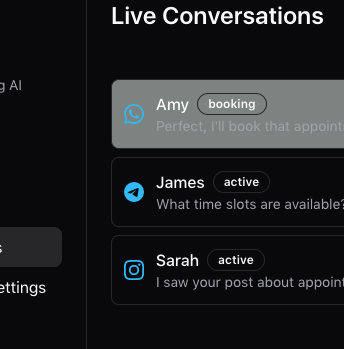 Live Conversations
g AI
Amy booking
Perfect, I'll book that appoint
James active
What time slots are available?
Sarah active
s
I saw your post about appoint
ettings